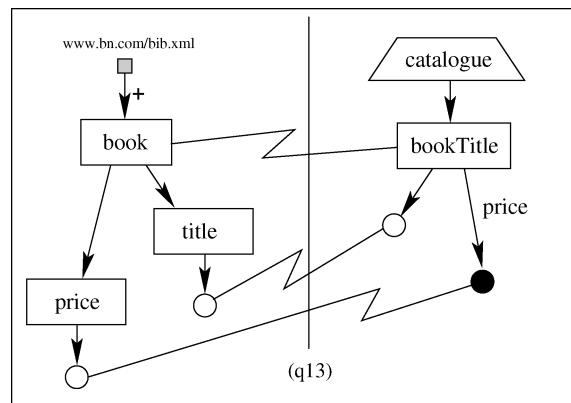 www.bn.com/bib.xml
+
book
title
price
catalogue
bookTitle
price
(q13)